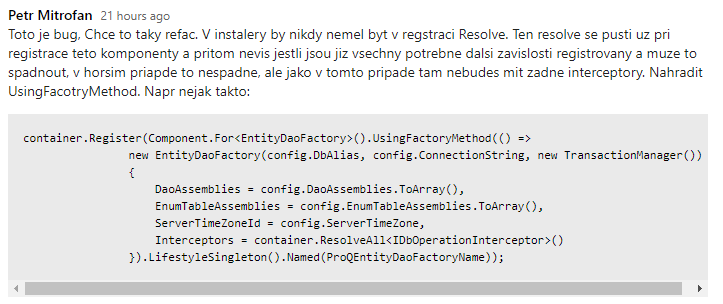 Petr Mitrofan 21 hours ago
Toto je bug, Chce to taky refac. V instalery by nikdy nemel byt v regstraci Resolve. Ten resolve se pusti uz pri
registrace teto komponenty a pritom nevis jestli jsou jiz vsechny potrebne dalsi zavislosti registrovany a muze to
spadnout, v horsim priapde to nespadne, ale jako v tomto pripade tam nebudes mit zadne interceptory. Nahradit
UsingFacotryMethod. Napr nejak takto:
container.Register(Component.For<EntityDaoFactory>().UsingFactoryMethod(() =>
new EntityDaoFactory(config.DbAlias, config.ConnectionString, new TransactionManager())
{
DaoAssemblies = config.DaoAssemblies.ToArray(),
EnumTableAssemblies = config.EnumTableAssemblies.ToArray(),
ServerTimeZoneId = config.ServerTimeZone,
Interceptors = container.ResolveAll<IDbOperationInterceptor>()
}).LifestyleSingleton().Named(ProQEntityDaoFactoryName));